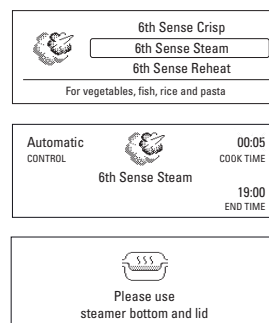 6th Sense Crisp
6th Sense Steam
6th Sense Reheat
For vegetables, fish, rice and pasta
Automatic
CONTROL
00:05
COOK TIME
6th Sense Steam
19:00
END TIME
Please use
steamer bottom and lid